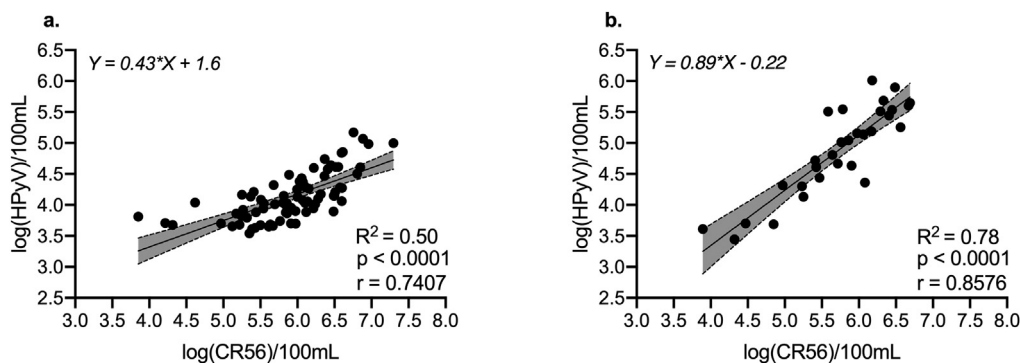 a.
Y = 0.43*X + 1.6
log(HPyV)/100mL
6.5
6.0
5.5
5.0
4.5
4.0
3.5
3.0
2.5
R² = 0.50
p < 0.0001
r = 0.7407
3.0 3.5 4.0 4.5 5.0 5.5 6.0 6.5 7.0 7.5 8.0
log(CR56)/100mL
b.
Y = 0.89*X - 0.22
log(HPyV)/100mL
6.5
6.0
5.5
5.0
4.5
4.0
3.5
3.0
2.5
R² = 0.78
p < 0.0001
r = 0.8576
3.0 3.5 4.0 4.5 5.0 5.5 6.0 6.5 7.0 7.5 8.0
log(CR56)/100mL